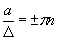 a/△ = ±πn